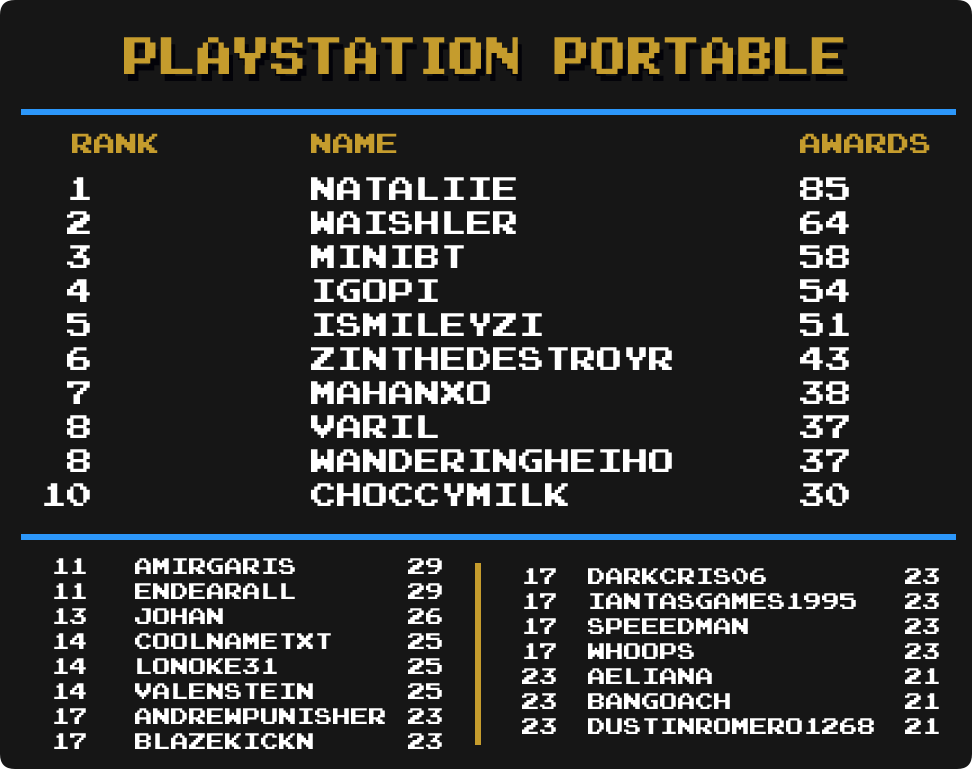 PLAYSTATION PORTABLE
RANK NAME AWARDS
1 NATALIIE 85
2 WAISHLER 64
3 MINIBT 58
4 IGOPI 54
5 ISMILEYZI 51
6 ZINTHEDESTROYR 43
7 MAHANXO 38
8 VARIL 37
8 WANDERINGHEIHO 37
10 CHOCCYMILK 30
11 AMIRGARIS 29
11 ENDEARALL 29
13 JOHAN 26
14 COOLNAMETXT 25
14 LONOKE31 25
14 VALENSTEIN 25
17 ANDREWPUNISHER 23
17 BLAZEKICKN 23
17 DARKCRIS06 23
17 IANTASGAMES1995 23
17 SPEEEDMAN 23
17 WHOOPS 23
23 AELIANA 21
23 BANGOACH 21
23 DUSTINROMERO1268 21